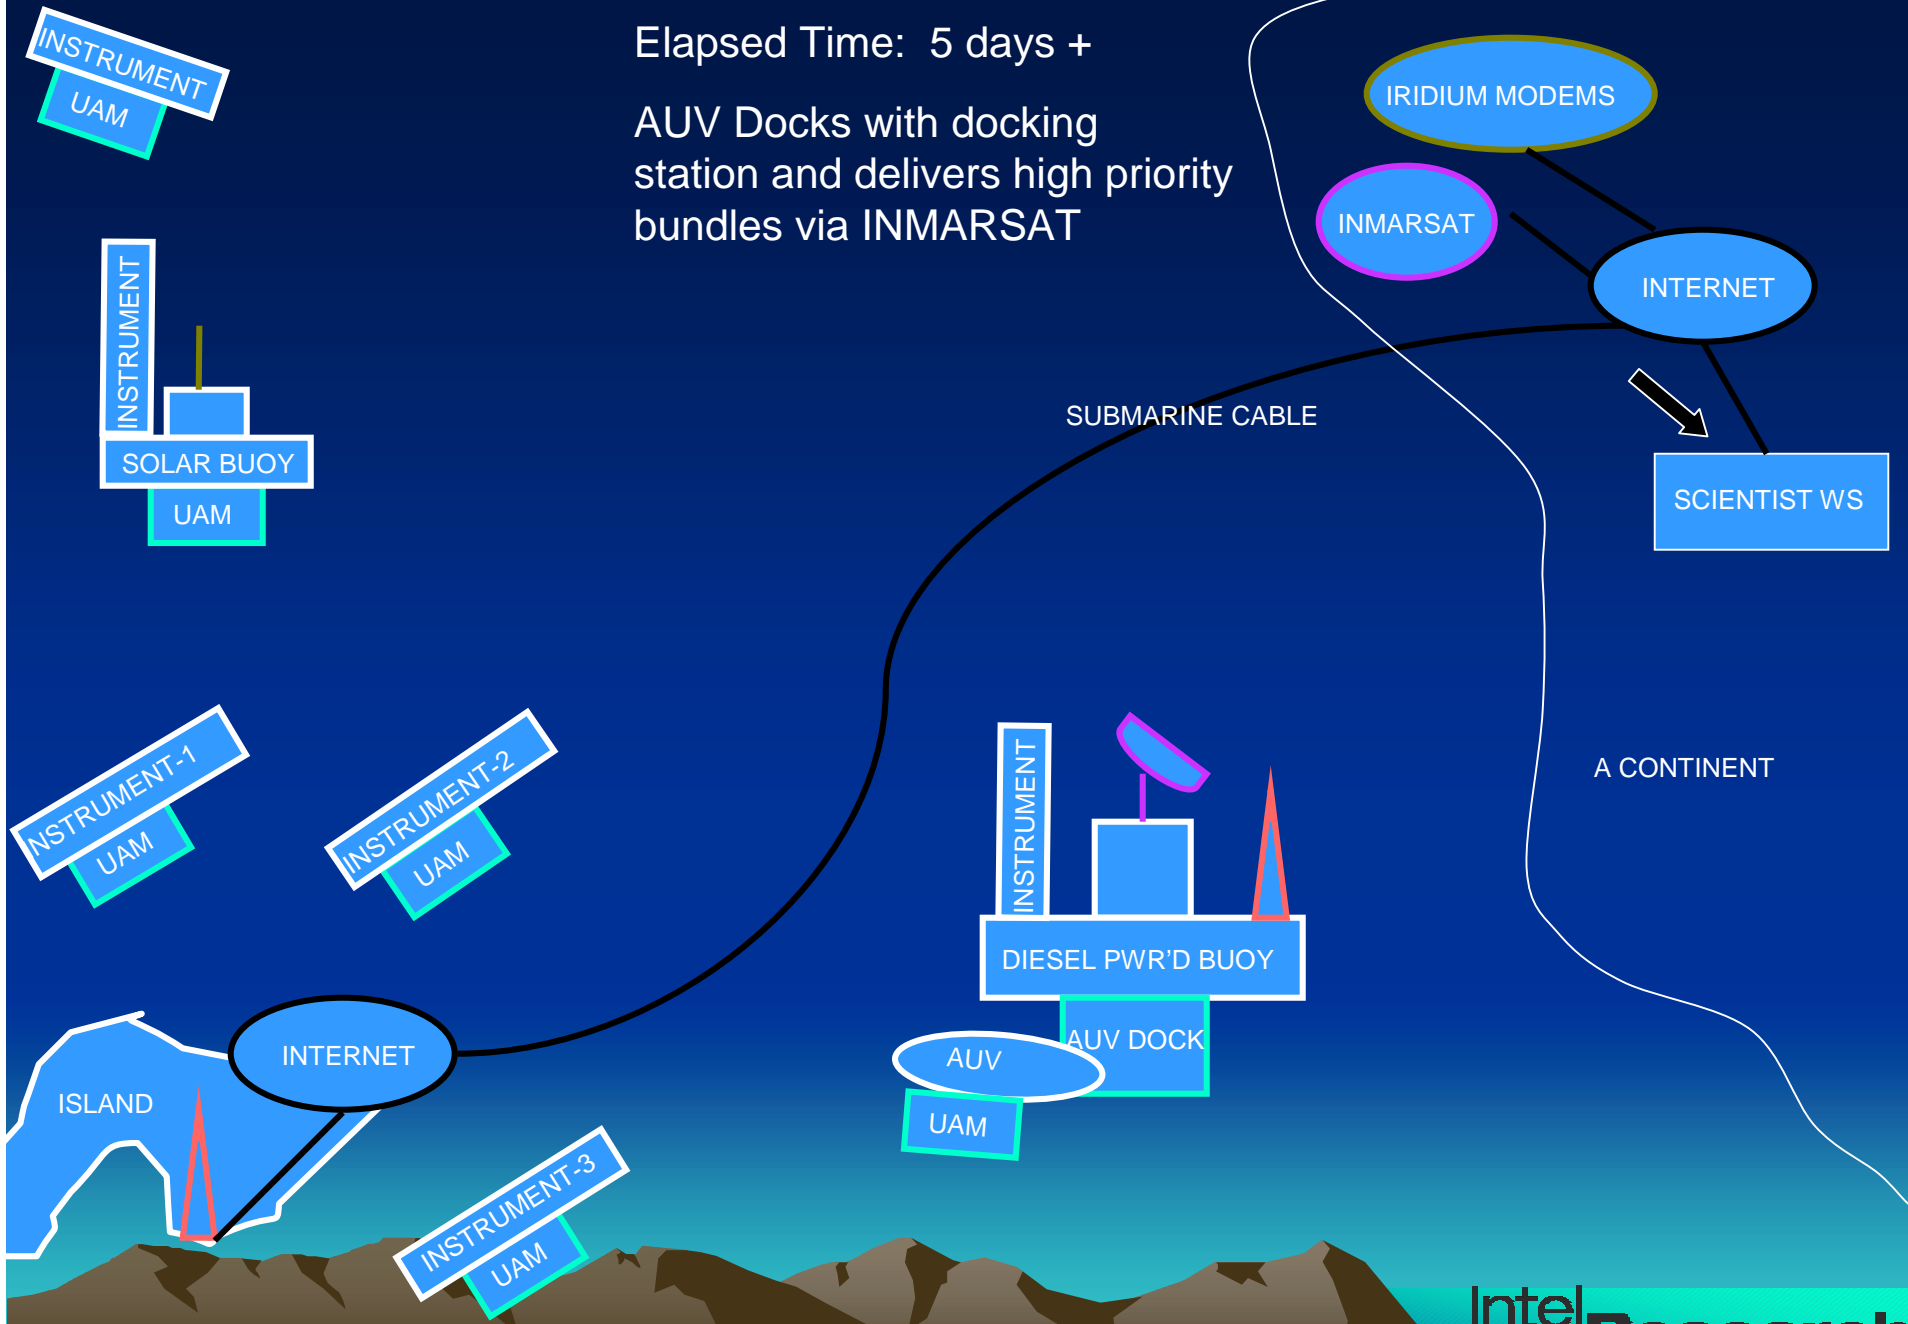 Elapsed Time: 5 days +
AUV Docks with docking
station and delivers high priority
bundles via INMARSAT
INSTRUMENT
UAM
IRIDIUM MODEMS
INMARSAT
INTERNET
INSTRUMENT
SOLAR BUOY
UAM
SUBMARINE CABLE
SCIENTIST WS
NSTRUMENT-1
UAM
INSTRUMENT-2
UAM
INSTRUMENT
A CONTINENT
DIESEL PWR'D BUOY
AUV DOCK
AUV
UAM
INTERNET
ISLAND
INSTRUMENT-3
UAM
Intel
Research